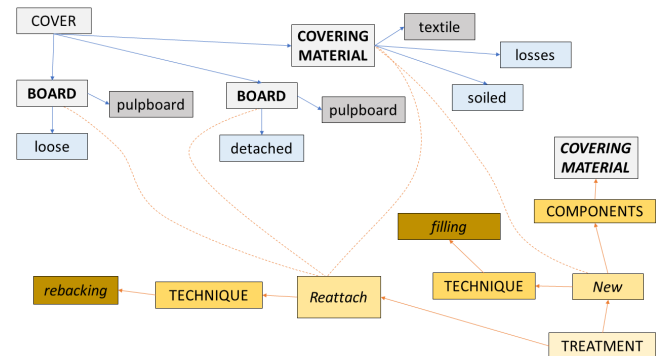 COVER
COVERING
MATERIAL
textile
losses
soiled
BOARD
pulpboard
loose
BOARD
pulpboard
detached
COVERING
MATERIAL
COMPONENTS
filling
TECHNIQUE
New
rebacking
TECHNIQUE
Reattach
TREATMENT